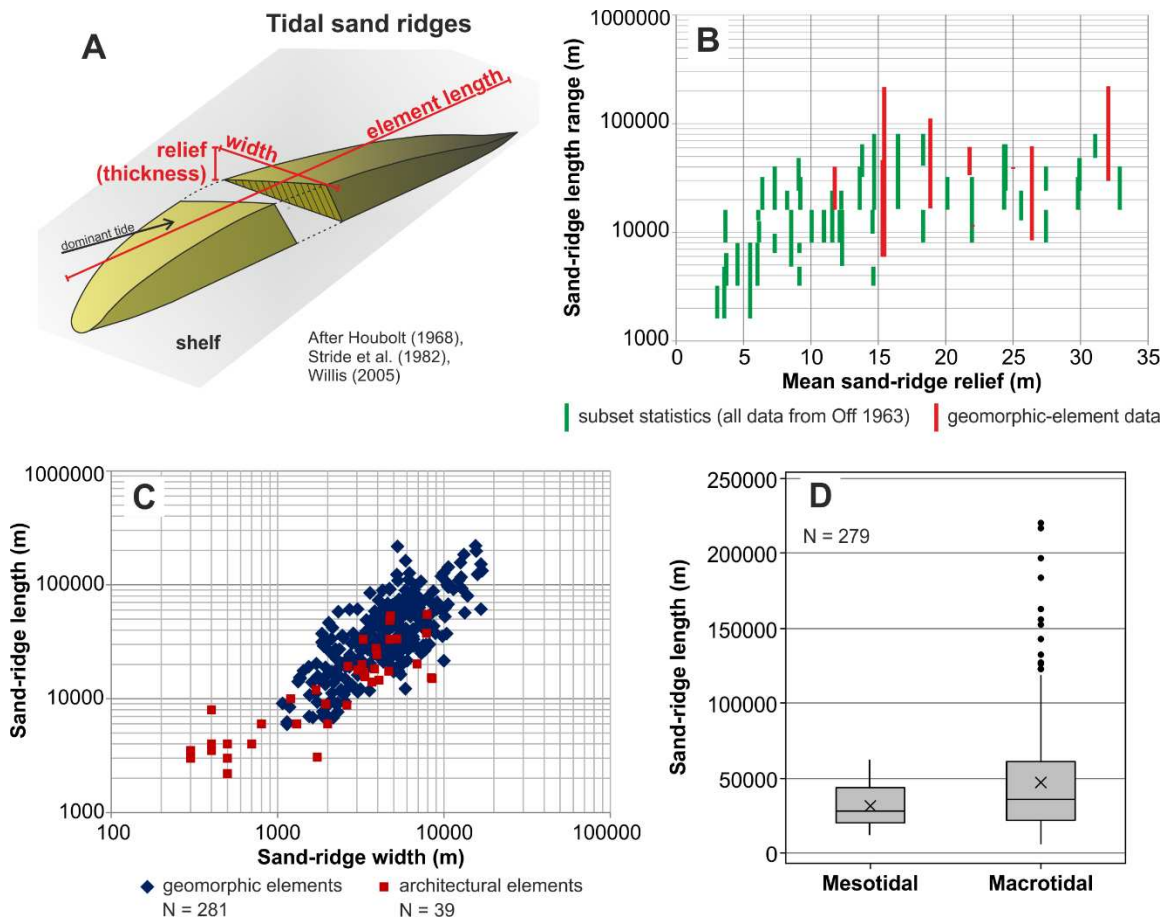 Tidal sand ridges
A
element length
width
relief
(thickness)
dominant tide
shelf
After Houbolt (1968),
Stride et al. (1982),
Willis (2005)
B
Sand-ridge length range (m)
1000000
100000
10000
1000
0 5 10 15 20 25 30 35
Mean sand-ridge relief (m)
subset statistics (all data from Off 1963) geomorphic-element data
C
Sand-ridge length (m)
1000000
100000
10000
1000
100 1000 10000 100000
Sand-ridge width (m)
geomorphic elements architectural elements
N = 281 N = 39
D
N = 279
Sand-ridge length (m)
250000
200000
150000
100000
50000
0
Mesotidal Macrotidal